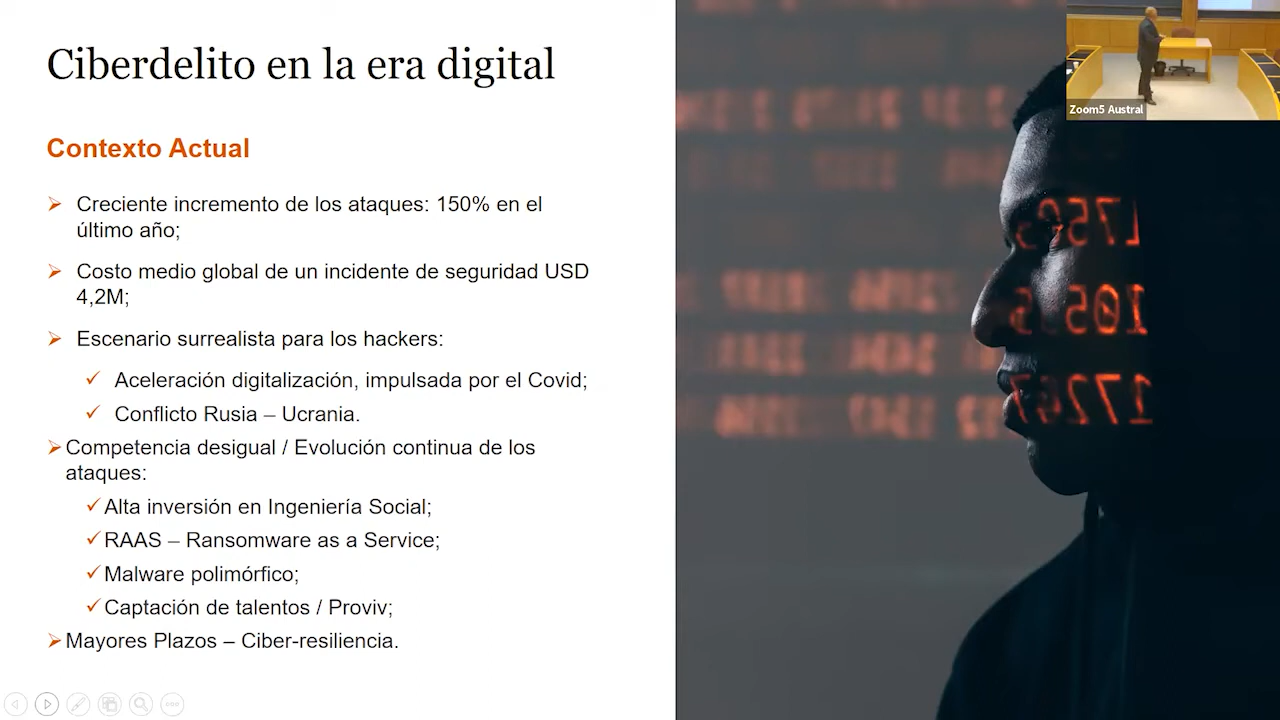 Ciberdelito en la era digital
Zoom5 Austral
Contexto Actual
Creciente incremento de los ataques: 150% en el
último año;
Costo medio global de un incidente de seguridad USD
4,2M;
Escenario surrealista para los hackers:
Aceleración digitalización, impulsada por el Covid;
Conflicto Rusia – Ucrania.
Competencia desigual / Evolución continua de los
ataques:
Alta inversión en Ingeniería Social;
RAAS – Ransomware as a Service;
Malware polimórfico;
Captación de talentos / Proviv;
Mayores Plazos – Ciber-resiliencia.